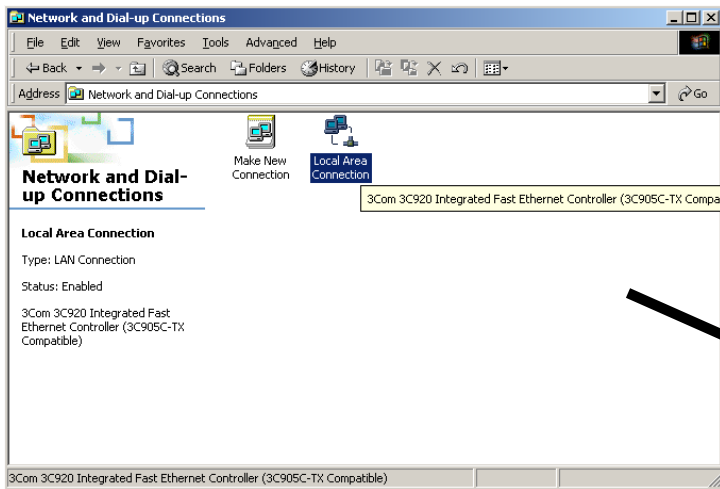 Network and Dial-up Connections
File Edit View Favorites Tools Advanced Help
Back Search Folders History
Address Network and Dial-up Connections Go
Make New Connection
Local Area Connection
3Com 3C920 Integrated Fast Ethernet Controller (3C905C-TX Compa
Network and Dial-
up Connections
Local Area Connection
Type: LAN Connection
Status: Enabled
3Com 3C920 Integrated Fast
Ethernet Controller (3C905C-TX
Compatible)
3Com 3C920 Integrated Fast Ethernet Controller (3C905C-TX Compatible)